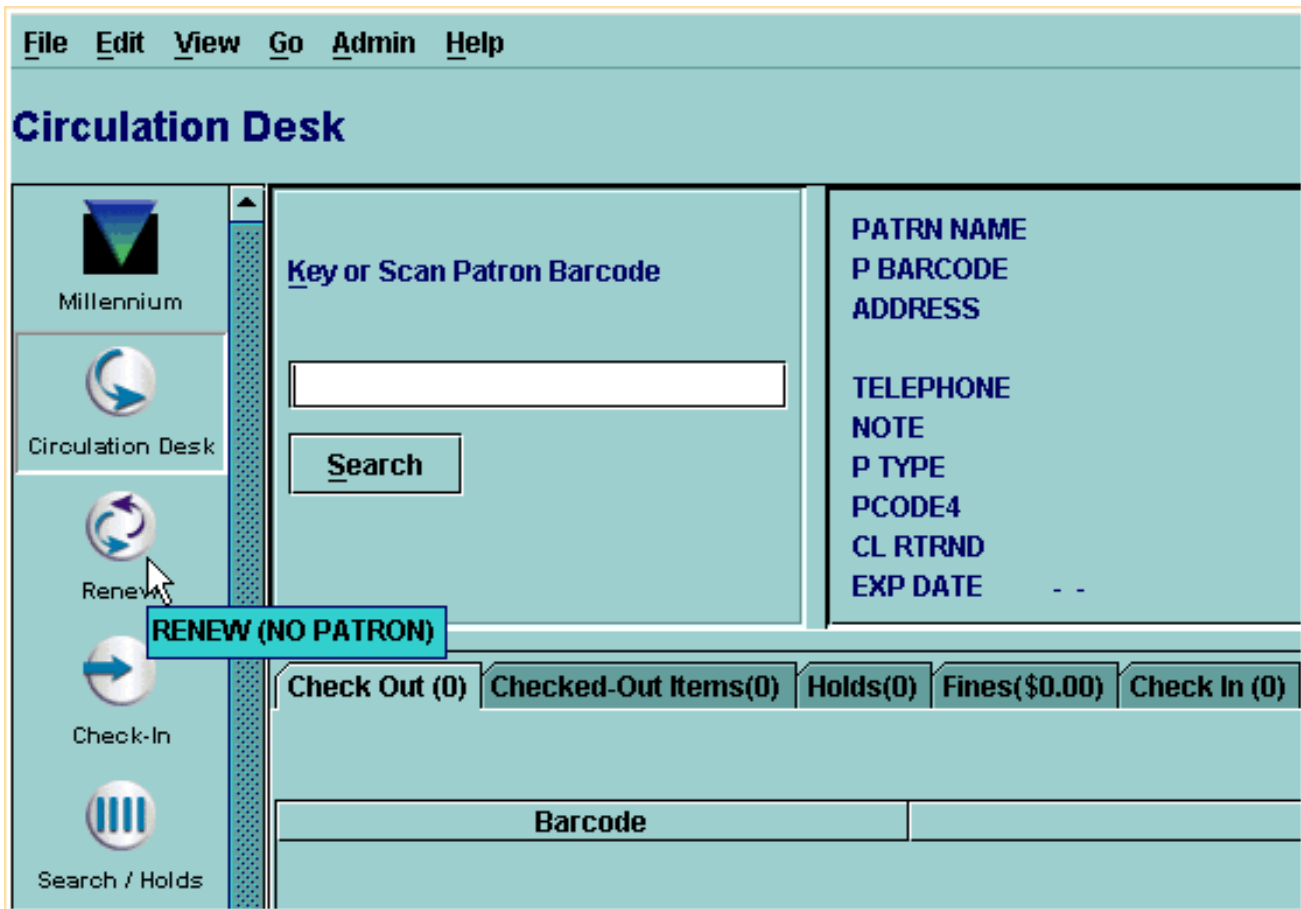 File Edit View Go Admin Help
Circulation Desk
Millennium
Circulation Desk
Renew
RENEW (NO PATRON)
Check-In
Search / Holds
Key or Scan Patron Barcode
Search
PATRN NAME
P BARCODE
ADDRESS
TELEPHONE
NOTE
P TYPE
PCODE4
CL RTRND
EXP DATE - -
Check Out (0) Checked-Out Items(0) Holds(0) Fines($0.00) Check In (0)
Barcode